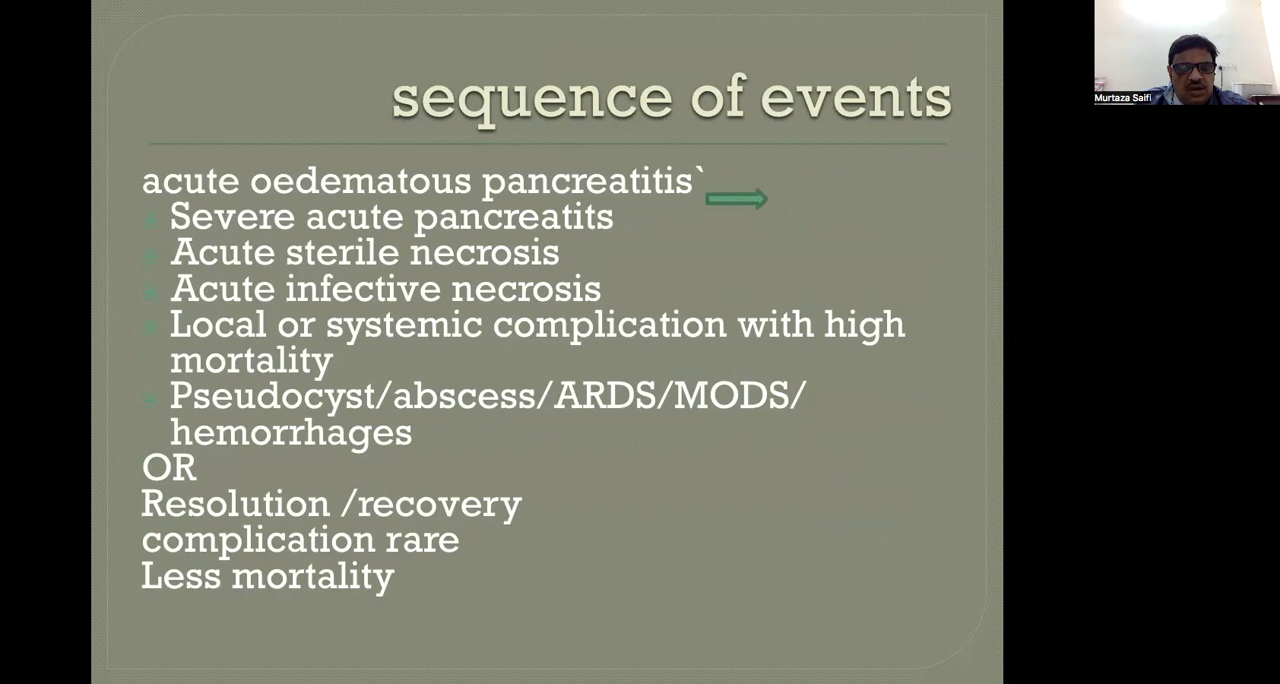 sequence of events
acute oedematous pancreatitis`
Severe acute pancreatits
Acute sterile necrosis
Acute infective necrosis
Local or systemic complication with high
mortality
Pseudocyst/abscess/ARDS/MODS/
hemorrhages
OR
Resolution /recovery
complication rare
Less mortality
Murtaza Saifi